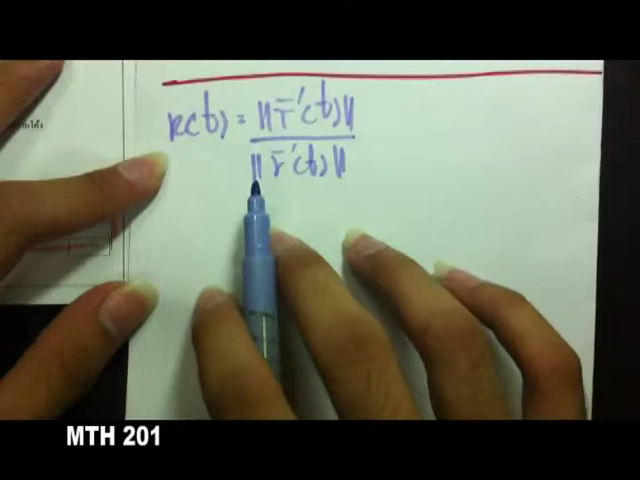 κ(t) = ‖T̄′(t)‖
‖r̄′(t)‖
MTH 201